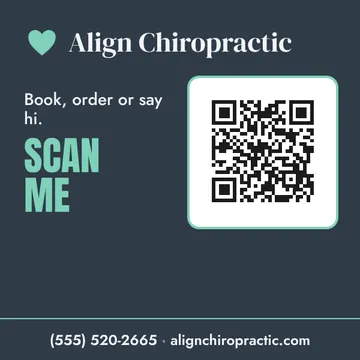 Align Chiropractic
Book, order or say
hi.
SCAN
ME
(555) 520-2665 · alignchiropractic.com